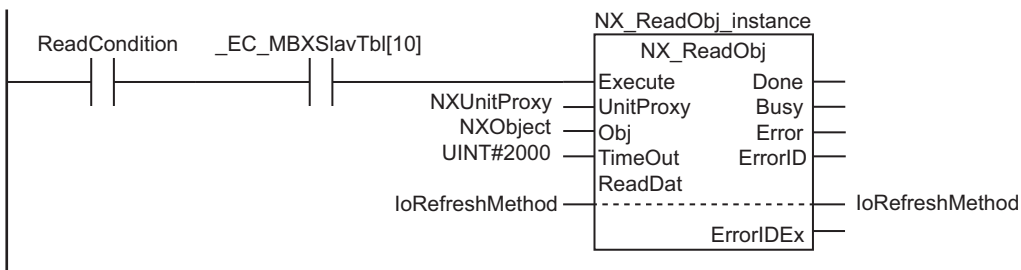 NX_ReadObj_instance
ReadCondition _EC_MBXSlavTbl[10] NX_ReadObj
Execute Done
NXUnitProxy UnitProxy Busy
NXObject Obj Error
UINT#2000 TimeOut ErrorID
ReadDat
IoRefreshMethod IoRefreshMethod
ErrorIDEx